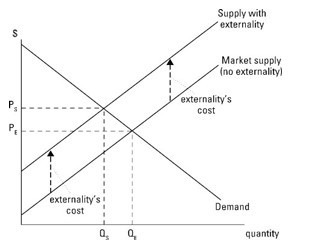 Supply with
externality
$
Market supply
(no externality)
P_S
externality's
cost
P_E
externality's
cost
Demand
Q_S
Q_E
quantity